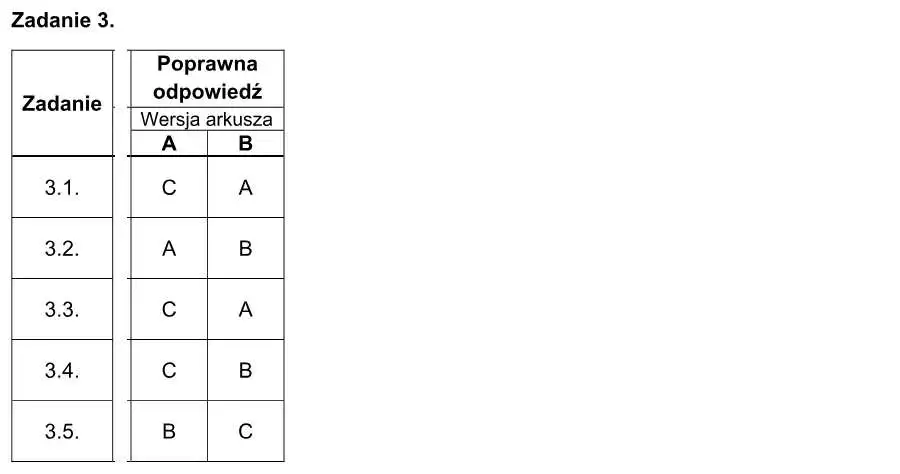 Zadanie 3.
Zadanie
Poprawna
odpowiedź
Wersja arkusza
A B
3.1. C A
3.2. A B
3.3. C A
3.4. C B
3.5. B C